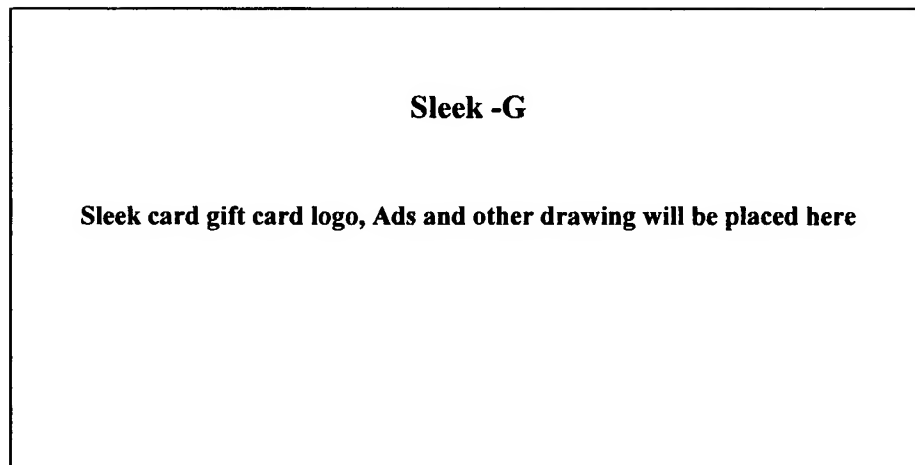 Sleek -G
Sleek card gift card logo, Ads and other drawing will be placed here